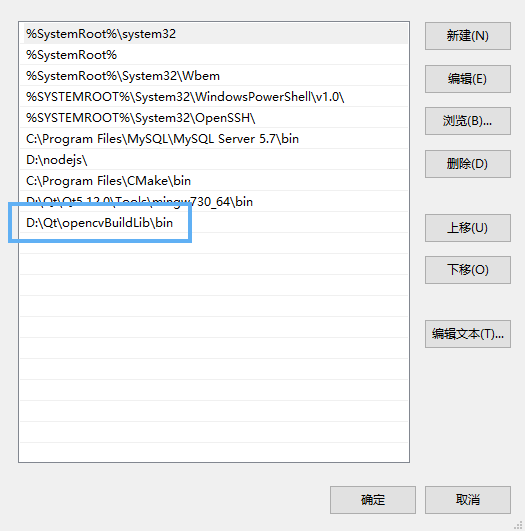 %SystemRoot%\system32
%SystemRoot%
%SystemRoot%\System32\Wbem
%SYSTEMROOT%\System32\WindowsPowerShell\v1.0\
%SYSTEMROOT%\System32\OpenSSH\
C:\Program Files\MySQL\MySQL Server 5.7\bin
D:\nodejs\
C:\Program Files\CMake\bin
D:\Qt\Qt5.12.0\Tools\mingw730_64\bin
D:\Qt\opencvBuildLib\bin
新建(N)
编辑(E)
浏览(B)...
删除(D)
上移(U)
下移(O)
编辑文本(T)...
确定
取消